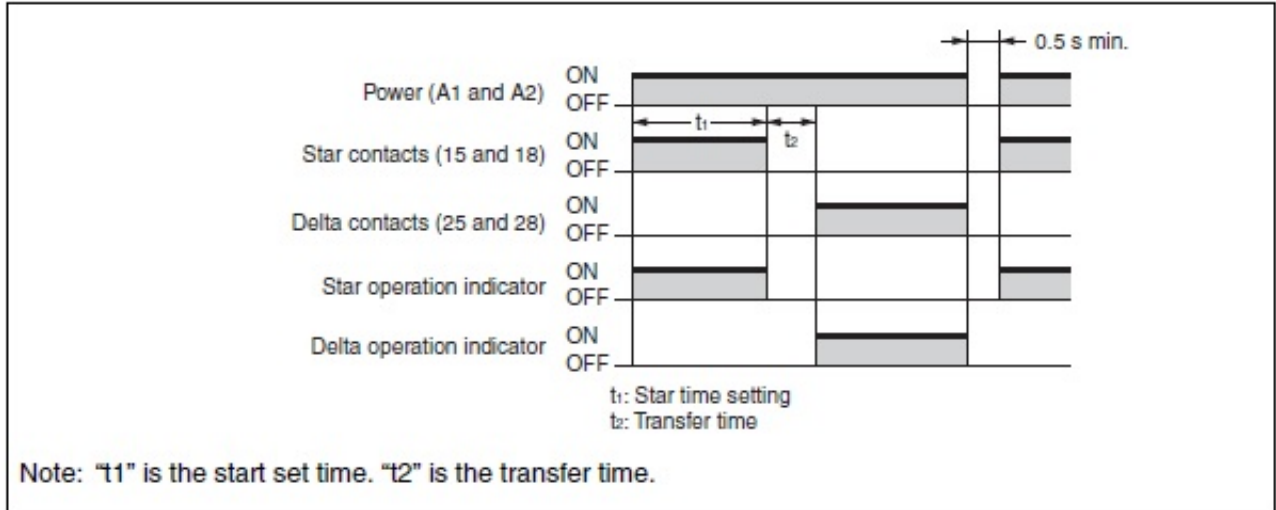 0.5 s min.
Power (A1 and A2) ON
OFF
t1
t2
Star contacts (15 and 18) ON
OFF
Delta contacts (25 and 28) ON
OFF
Star operation indicator ON
OFF
Delta operation indicator ON
OFF
t1: Star time setting
t2: Transfer time
Note: “t1” is the start set time. “t2” is the transfer time.